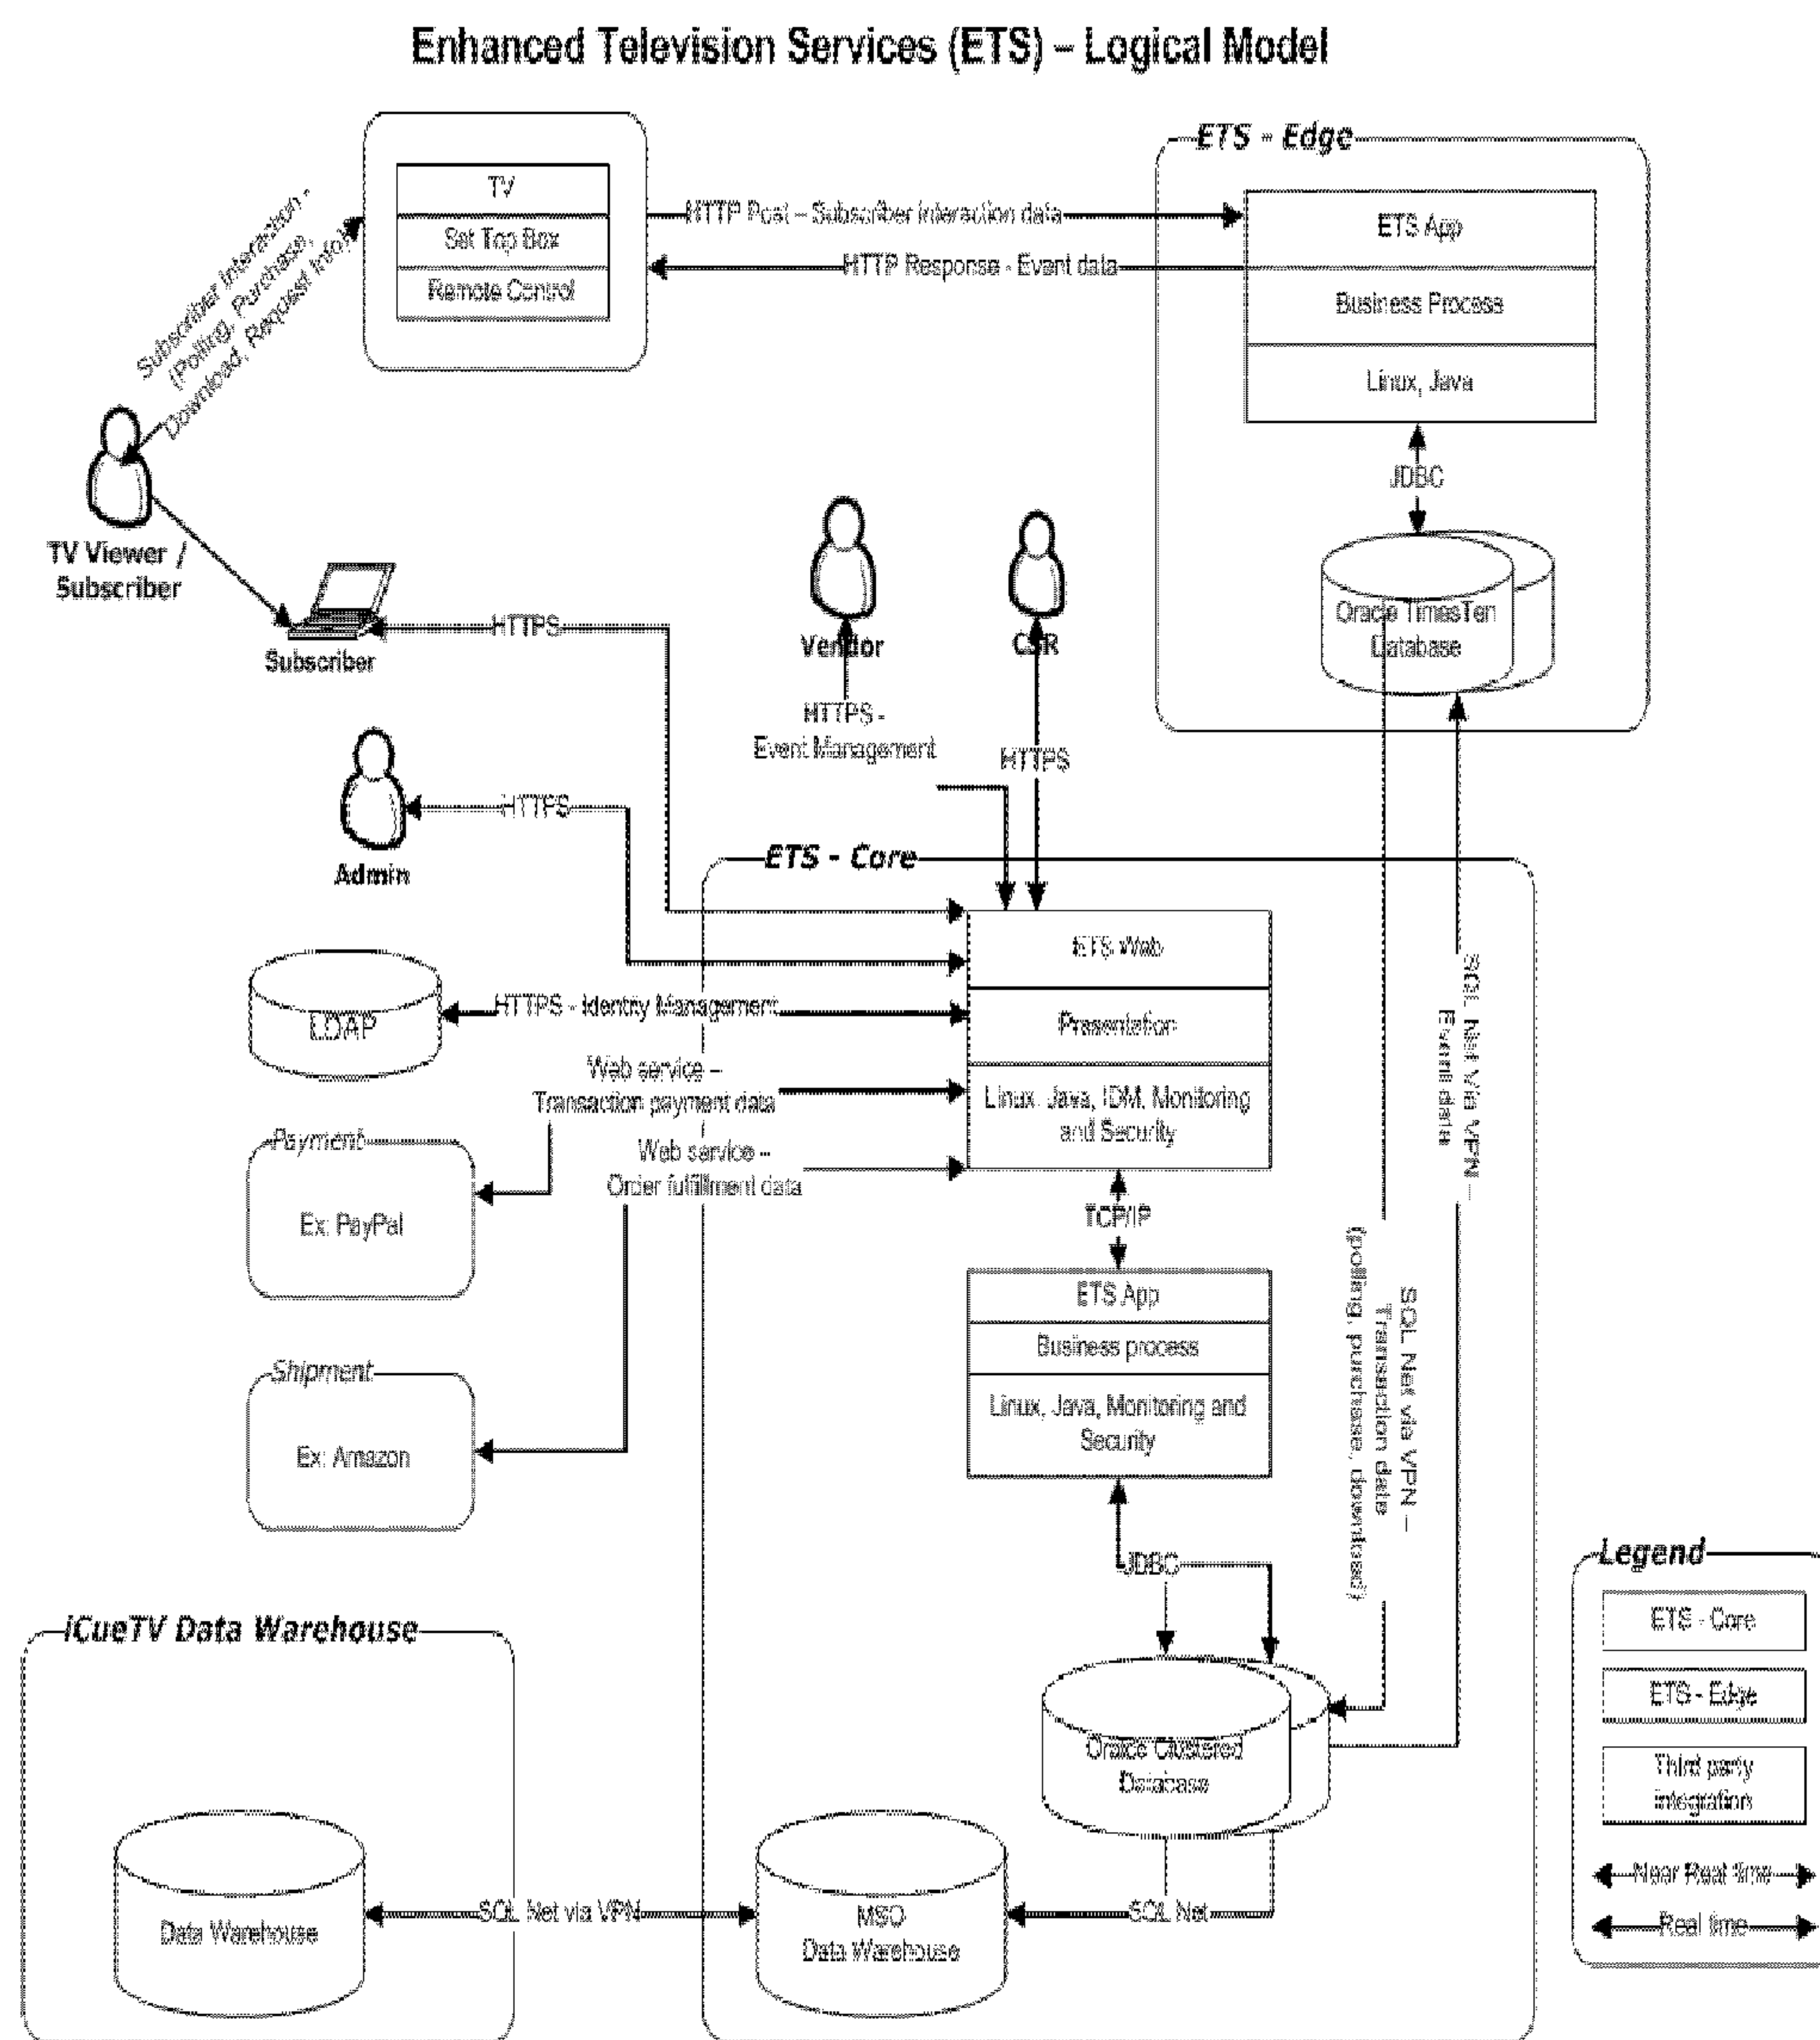 Enhanced Television Services (ETS) – Logical Model
ETS - Edge
TV
Set Top Box
Remote Control
HTTP Post – Subscriber interaction data
HTTP Response - Event data
ETS App
Business Process
Linux, Java
JDBC
Oracle TimesTen
Database
Subscriber Interaction -
(Polling, Purchase,
Download, Request Info)
TV Viewer /
Subscriber
Subscriber
HTTPS
Vendor
CSR
HTTPS -
Event Management
HTTPS
Admin
HTTPS
ETS - Core
ETS Web
Presentation
Linux, Java, IDM, Monitoring
and Security
LDAP
HTTPS - Identity Management
Web service –
Transaction payment data
Payment
Ex: PayPal
Web service –
Order fulfillment data
TCP/IP
ETS App
Business process
Linux, Java, Monitoring and
Security
Shipment
Ex: Amazon
SQL Net Via VPN –
Event data
SQL Net via VPN –
Transaction data
(polling, purchase, download)
JDBC
Oralce Clustered
Database
iCueTV Data Warehouse
Data Warehouse
SQL Net via VPN
MSO
Data Warehouse
SQL Net
Legend
ETS - Core
ETS - Edge
Third party
integration
Near Real time
Real time